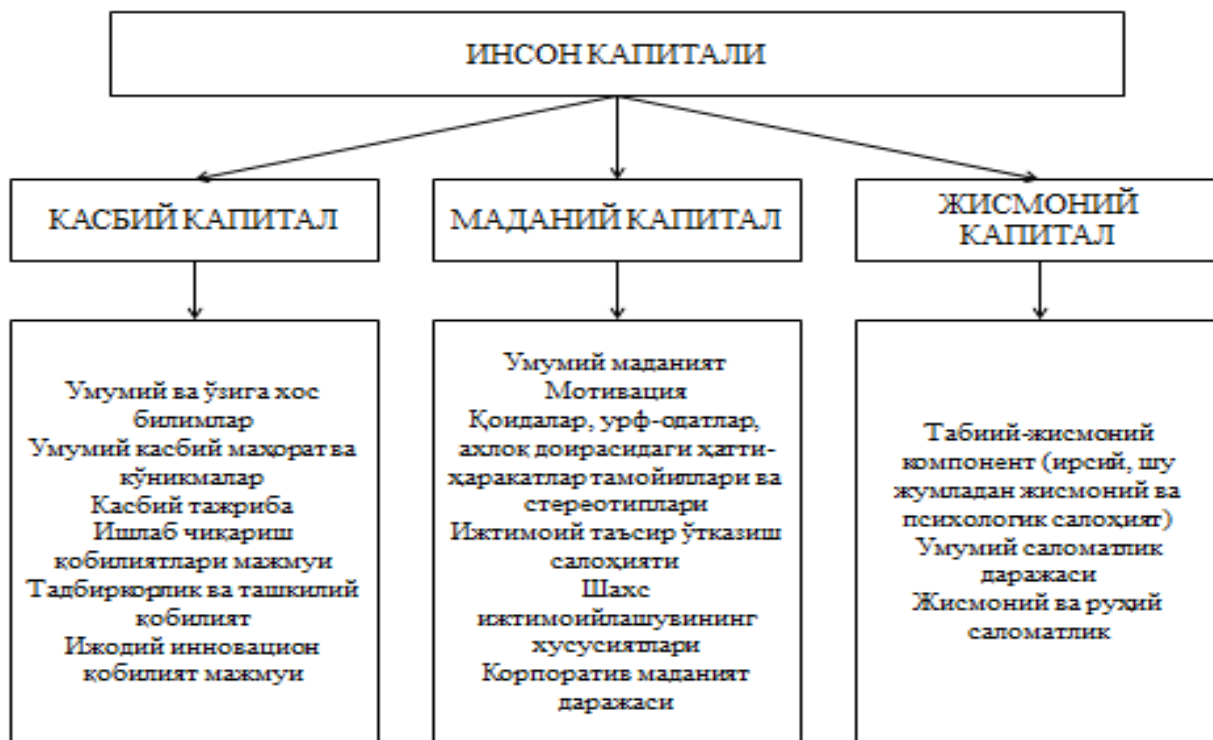 ИНСОН КАПИТАЛИ
КАСБИЙ КАПИТАЛ
МАДАНИЙ КАПИТАЛ
ЖИСМОНИЙ
КАПИТАЛ
Умумий ва ўзига хос
билимлар
Умумий касбий маҳорат ва
кўникмалар
Касбий тажриба
Ишлаб чиқариш
қобилиятлари мажмуи
Тадбиркорлик ва ташкилий
қобилият
Ижодий инновацион
қобилият мажмуи
Умумий маданият
Мотивация
Қоидалар, урф-одатлар,
ахлоқ доирасидаги ҳатти-
ҳаракатлар тамойиллари ва
стереотиплари
Ижтимоий таъсир ўтказиш
салоҳияти
Шахс
ижтимоийлашувининг
хусусиятлари
Корпоратив маданият
даражаси
Табиий-жисмоний
компонент (ирсий, шу
жумладан жисмоний ва
психологик салоҳият)
Умумий саломатлик
даражаси
Жисмоний ва руҳий
саломатлик